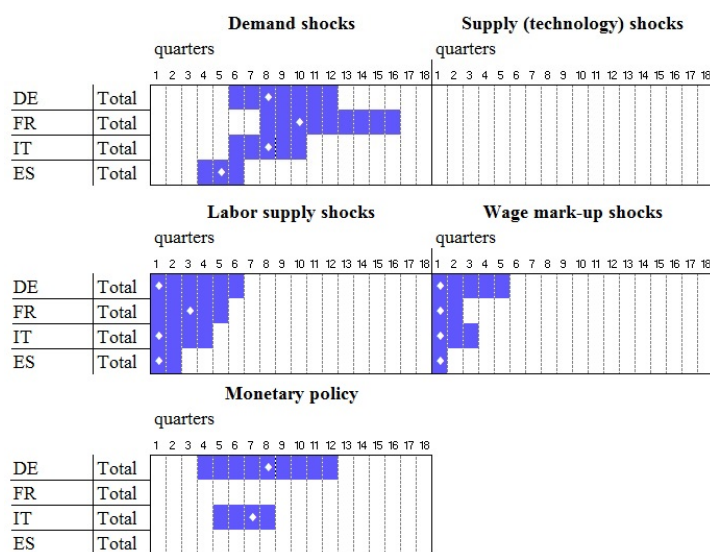 Demand shocks Supply (technology) shocks
quarters quarters
1 2 3 4 5 6 7 8 9 10 11 12 13 14 15 16 17 18 1 2 3 4 5 6 7 8 9 10 11 12 13 14 15 16 17 18
DE Total
FR Total
IT Total
ES Total
Labor supply shocks Wage mark-up shocks
quarters quarters
1 2 3 4 5 6 7 8 9 10 11 12 13 14 15 16 17 18 1 2 3 4 5 6 7 8 9 10 11 12 13 14 15 16 17 18
DE Total
FR Total
IT Total
ES Total
Monetary policy
quarters
1 2 3 4 5 6 7 8 9 10 11 12 13 14 15 16 17 18
DE Total
FR Total
IT Total
ES Total